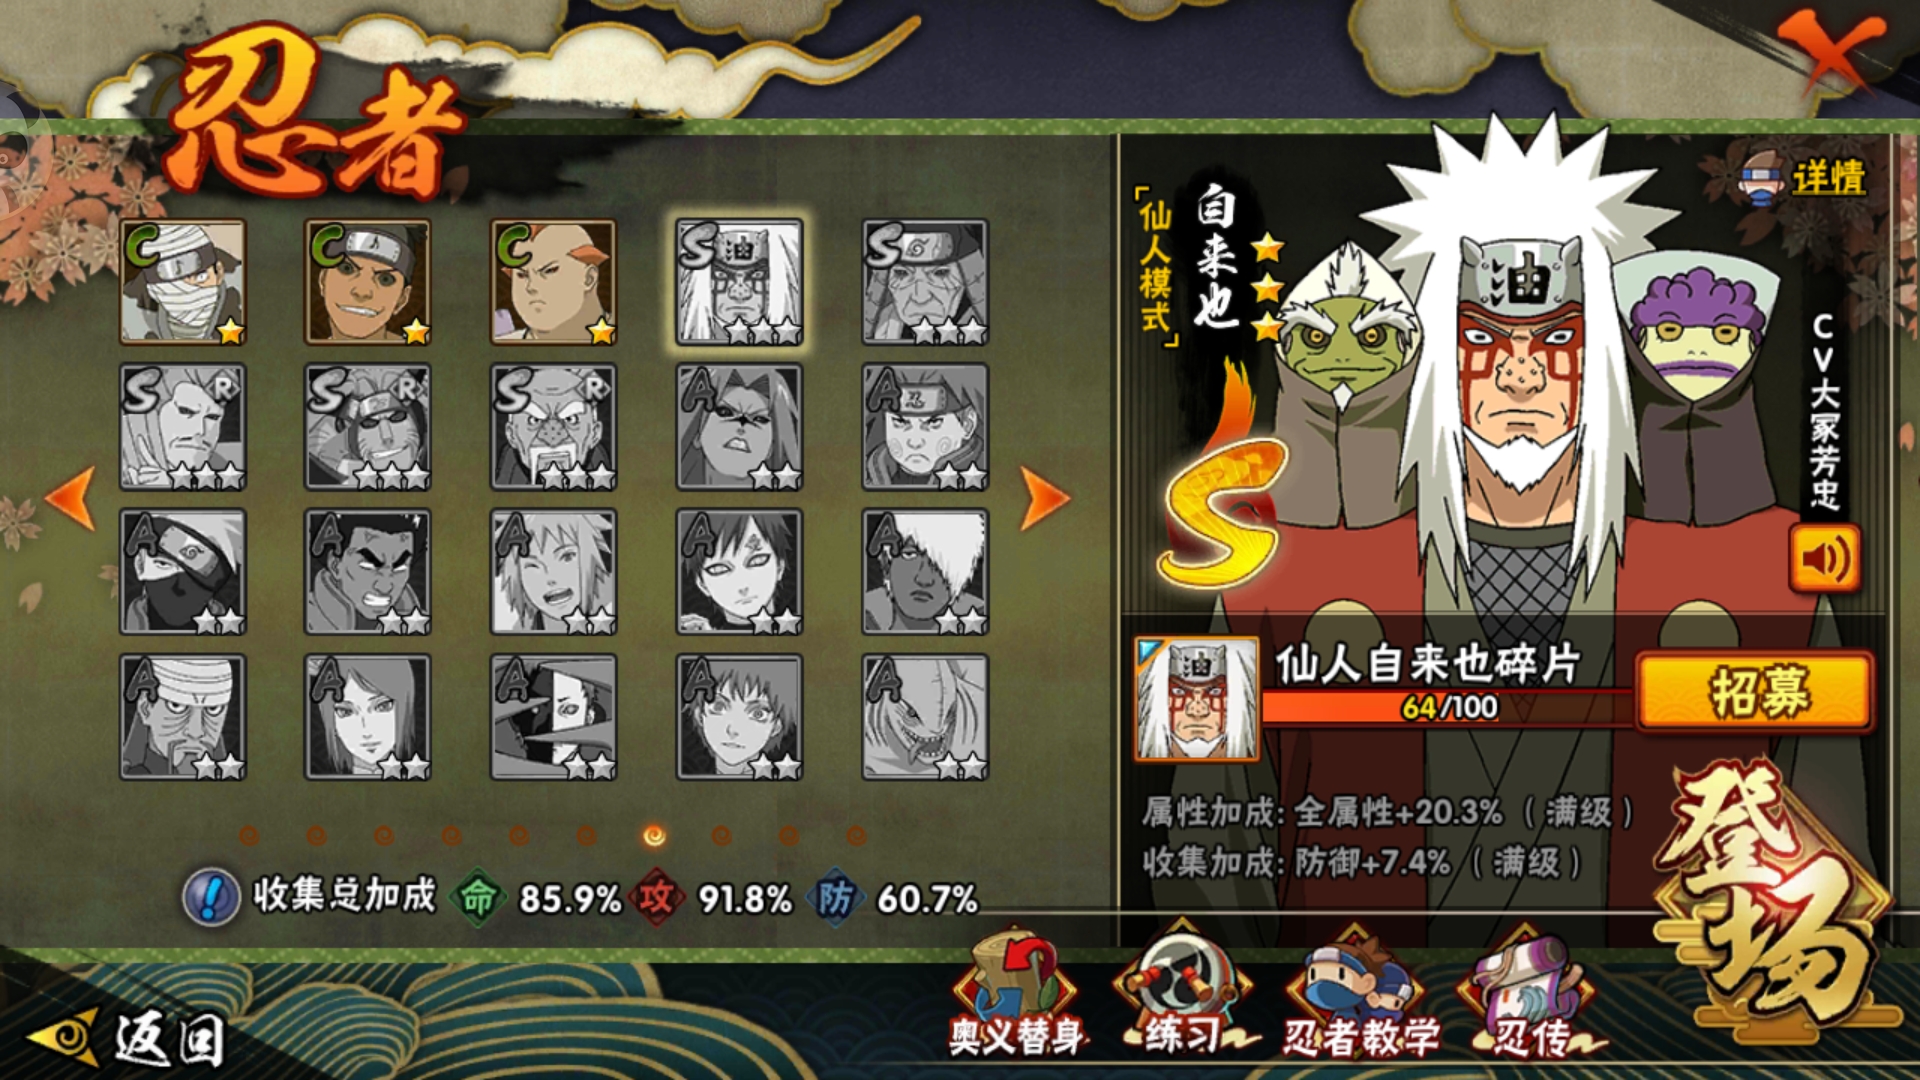 忍者
C
C
C
S
S
S R
S R
S R
A
A
A
A
A
A
A
A
A
A
A
A
收集总加成 命 85.9% 攻 91.8% 防 60.7%
返回
「仙人模式」
自来也
详情
油
CV大冢芳忠
S
仙人自来也碎片
64/100
招募
属性加成: 全属性+20.3% ( 满级 )
收集加成: 防御+7.4% ( 满级 )
登场
奥义替身
练习
忍者教学
忍传